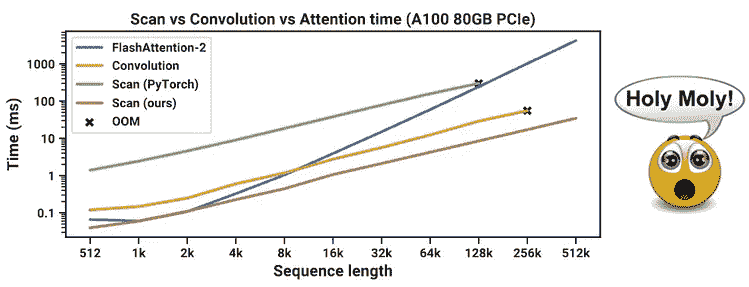 Scan vs Convolution vs Attention time (A100 80GB PCIe)
FlashAttention-2
Convolution
Scan (PyTorch)
Scan (ours)
OOM
Holy Moly!
Time (ms)
1000
100
10
1
0.1
512 1k 2k 4k 8k 16k 32k 64k 128k 256k 512k
Sequence length